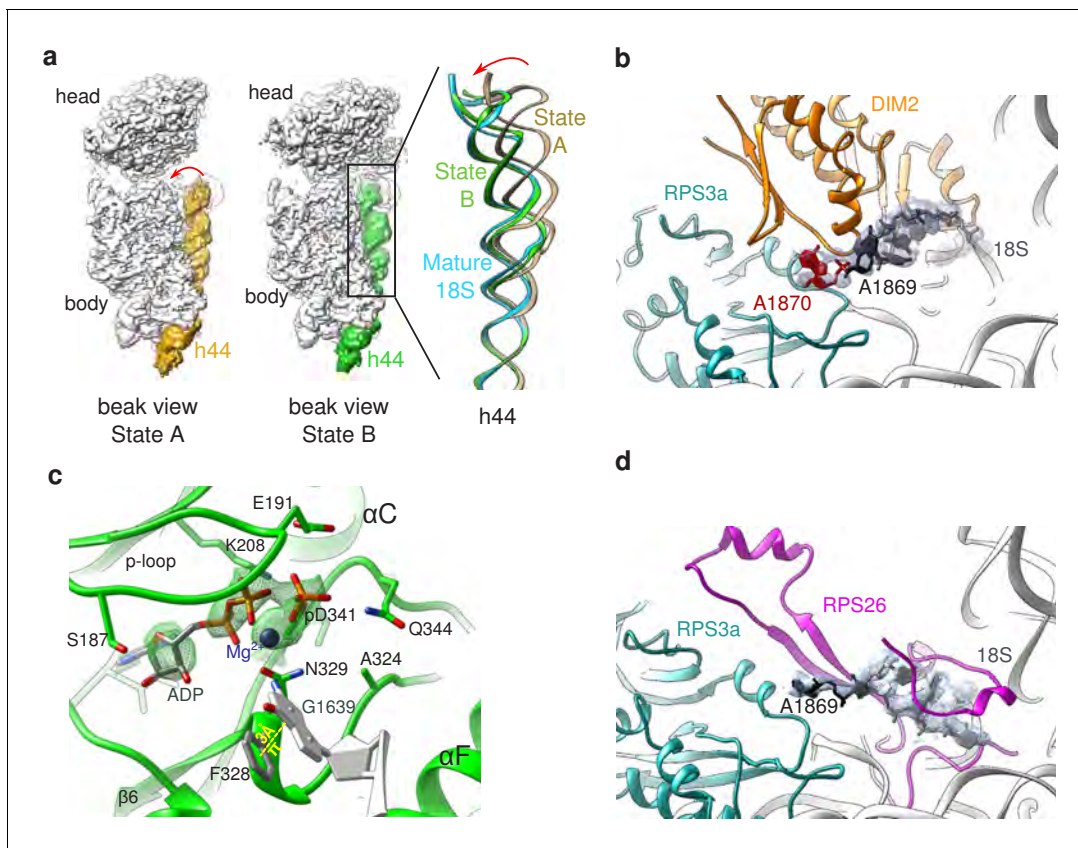 a
head
body
h44
beak view
State A
head
body
h44
beak view
State B
State
A
State
B
Mature
18S
h44
b
DIM2
RPS3a
18S
A1869
A1870
c
E191
αC
K208
p-loop
pD341
S187
Q344
Mg2+
N329
A324
ADP
G1639
3Å
π
F328
αF
β6
d
RPS26
RPS3a
18S
A1869